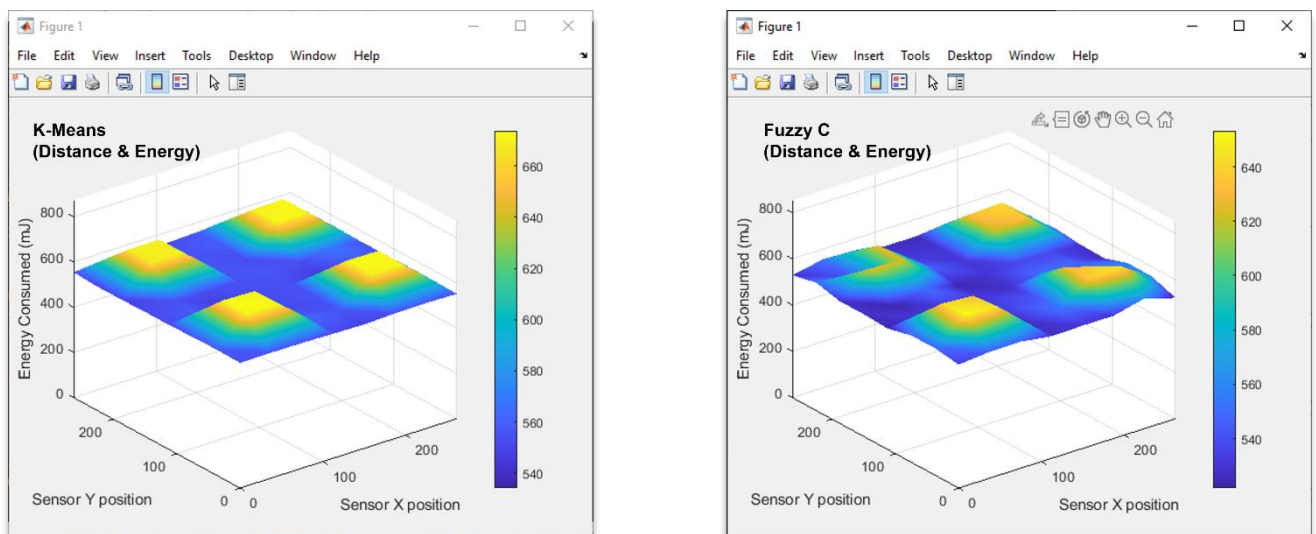 Figure 1
File Edit View Insert Tools Desktop Window Help
K-Means
(Distance & Energy)
Energy Consumed (mJ)
800
600
400
200
0
200
100
0
Sensor Y position
0
100
200
Sensor X position
660
640
620
600
580
560
540
Figure 1
File Edit View Insert Tools Desktop Window Help
Fuzzy C
(Distance & Energy)
Energy Consumed (mJ)
800
600
400
200
0
200
100
0
Sensor Y position
0
100
200
Sensor X position
640
620
600
580
560
540